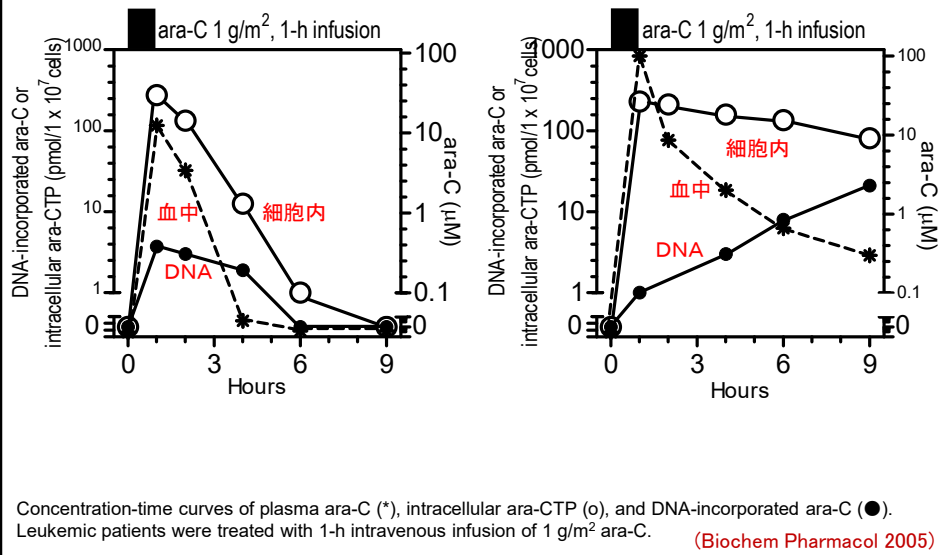 ara-C 1 g/m², 1-h infusion
DNA-incorporated ara-C or
intracellular ara-CTP (pmol/1 x 10⁷ cells)
1000
100
10
1
0
100
10
1
0.1
0
ara-C (μM)
血中
細胞内
DNA
0 3 6 9
Hours
ara-C 1 g/m², 1-h infusion
DNA-incorporated ara-C or
intracellular ara-CTP (pmol/1 x 10⁷ cells)
1000
100
10
1
0
100
10
1
0.1
0
ara-C (μM)
細胞内
血中
DNA
0 3 6 9
Hours
Concentration-time curves of plasma ara-C (*), intracellular ara-CTP (o), and DNA-incorporated ara-C (●).
Leukemic patients were treated with 1-h intravenous infusion of 1 g/m² ara-C.
(Biochem Pharmacol 2005)